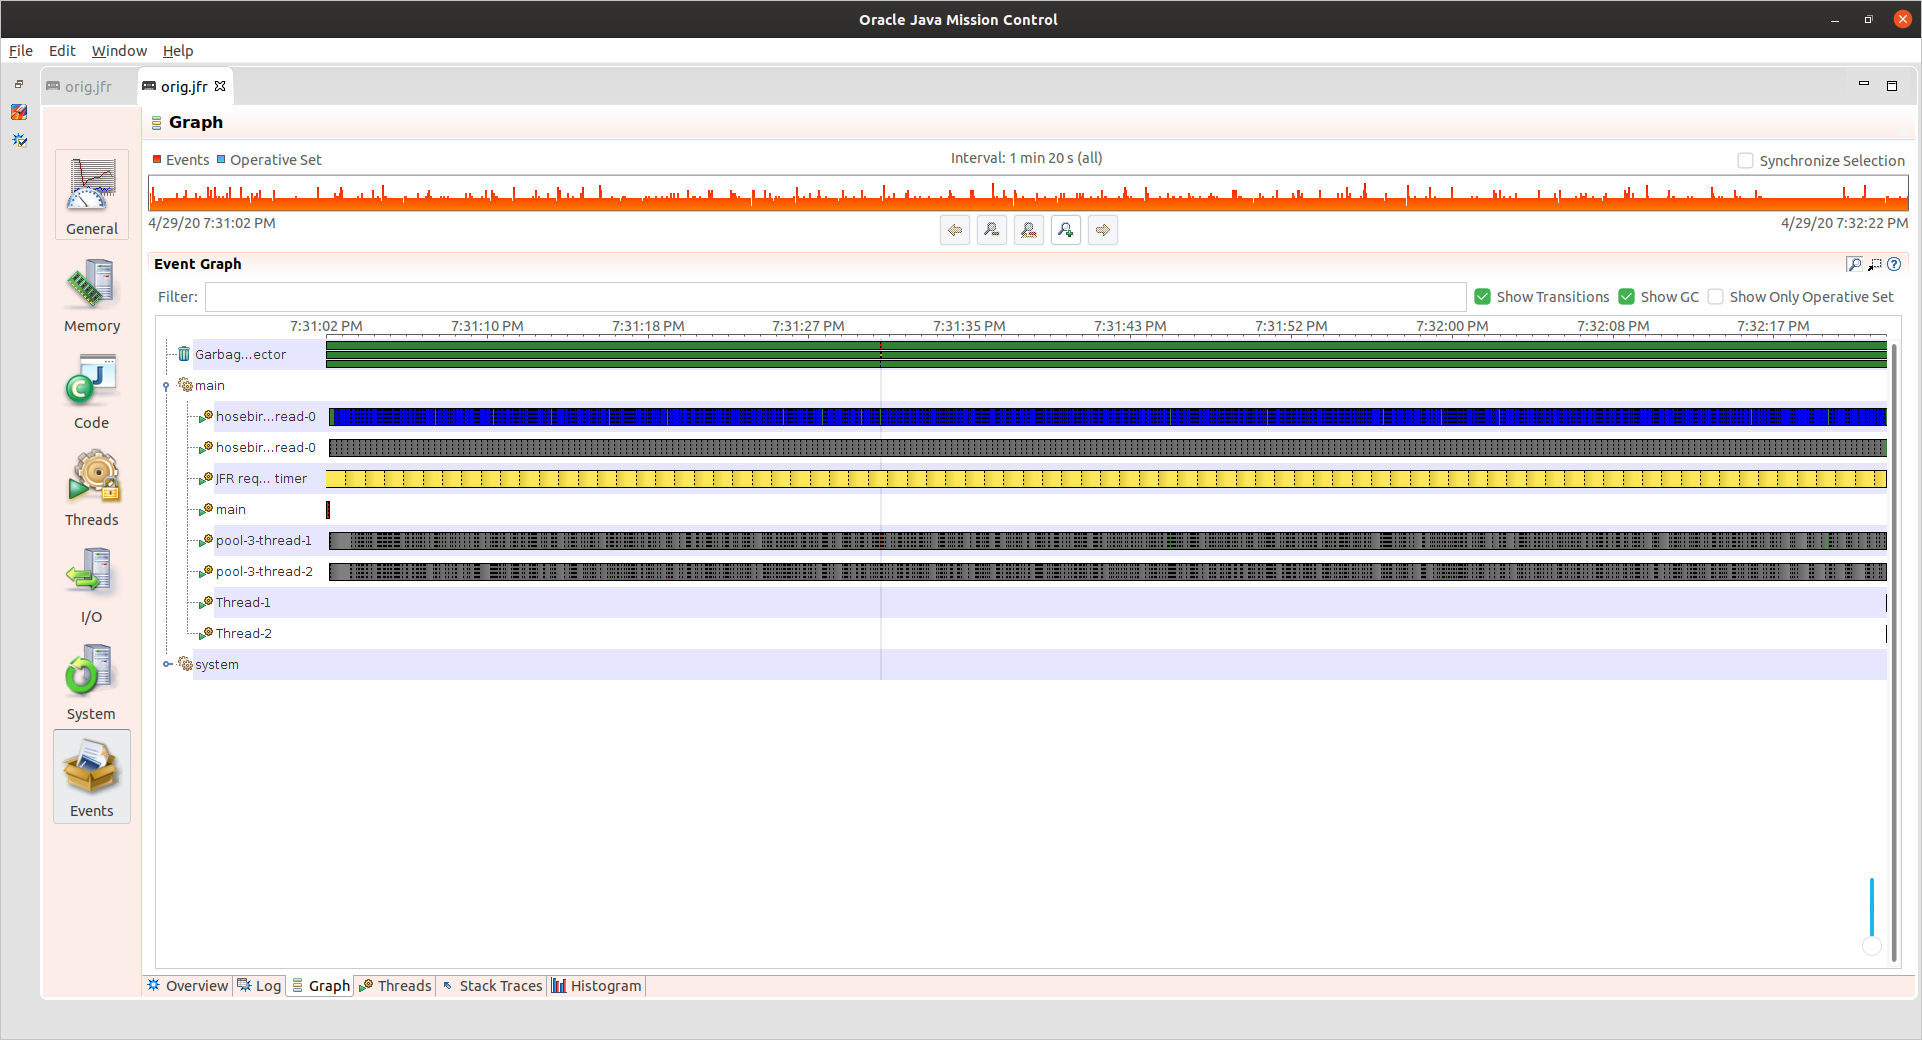 Oracle Java Mission Control
File Edit Window Help
orig.jfr orig.jfr
Graph
Events Operative Set Interval: 1 min 20 s (all) Synchronize Selection
4/29/20 7:31:02 PM 4/29/20 7:32:22 PM
General
Memory
Code
Threads
I/O
System
Events
Event Graph
Filter: Show Transitions Show GC Show Only Operative Set
7:31:02 PM 7:31:10 PM 7:31:18 PM 7:31:27 PM 7:31:35 PM 7:31:43 PM 7:31:52 PM 7:32:00 PM 7:32:08 PM 7:32:17 PM
Garbag...ector
main
hosebir...read-0
hosebir...read-0
JFR req... timer
main
pool-3-thread-1
pool-3-thread-2
Thread-1
Thread-2
system
Overview Log Graph Threads Stack Traces Histogram